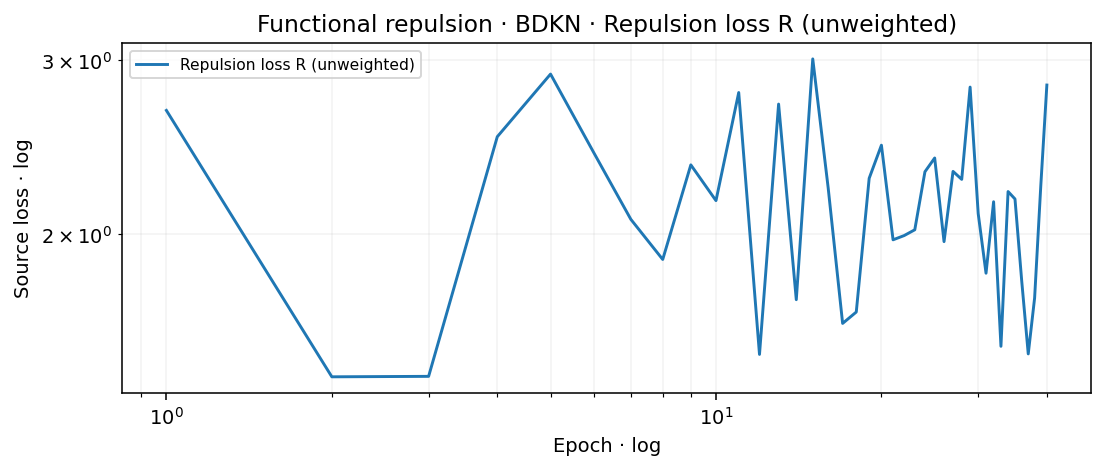 Functional repulsion · BDKN · Repulsion loss R (unweighted)
Repulsion loss R (unweighted)
Source loss · log
3 × 10⁰
2 × 10⁰
10⁰
10¹
Epoch · log